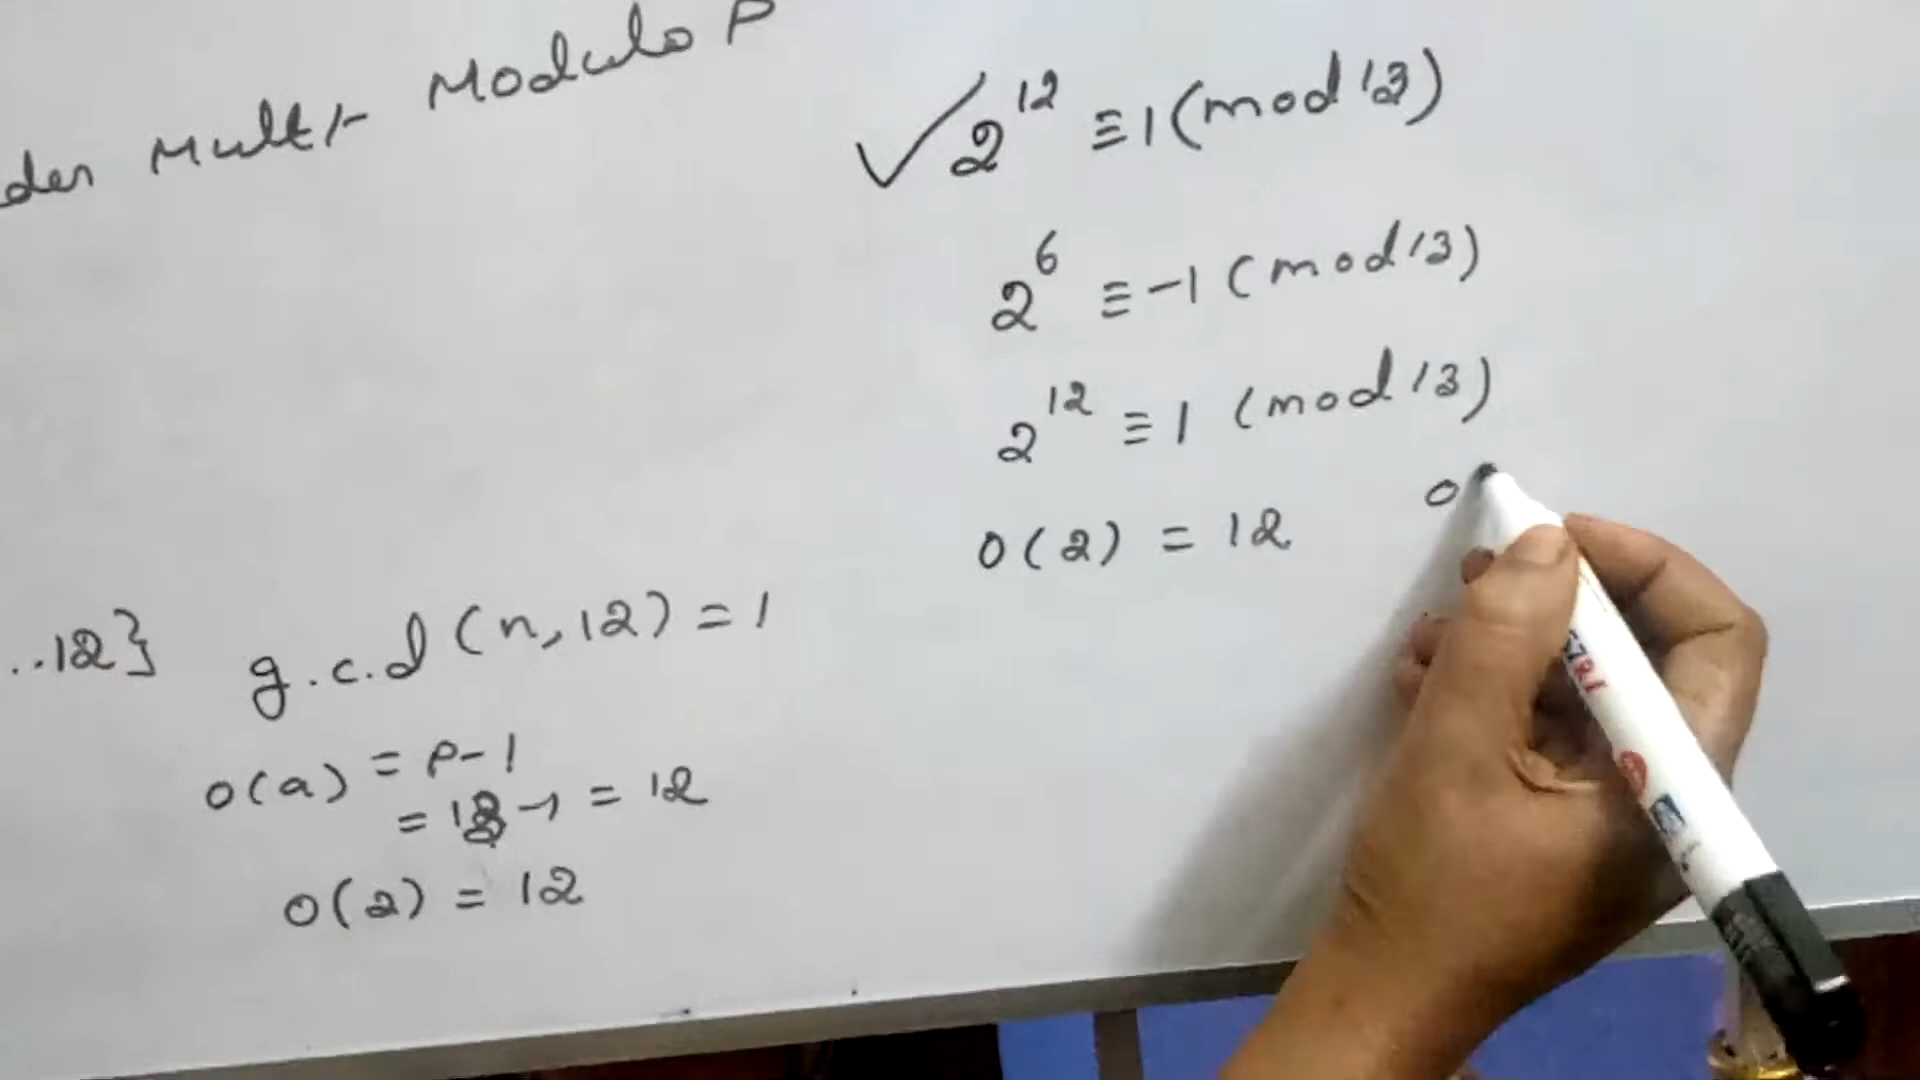 der Mult/- Modulo P
..12} g.c.d (n, 12) = 1
o(a) = P-1
= 13-1 = 12
o(2) = 12
✓ 2^12 ≡ 1 (mod 13)
2^6 ≡ -1 (mod 13)
2^12 ≡ 1 (mod 13)
o(2) = 12
o